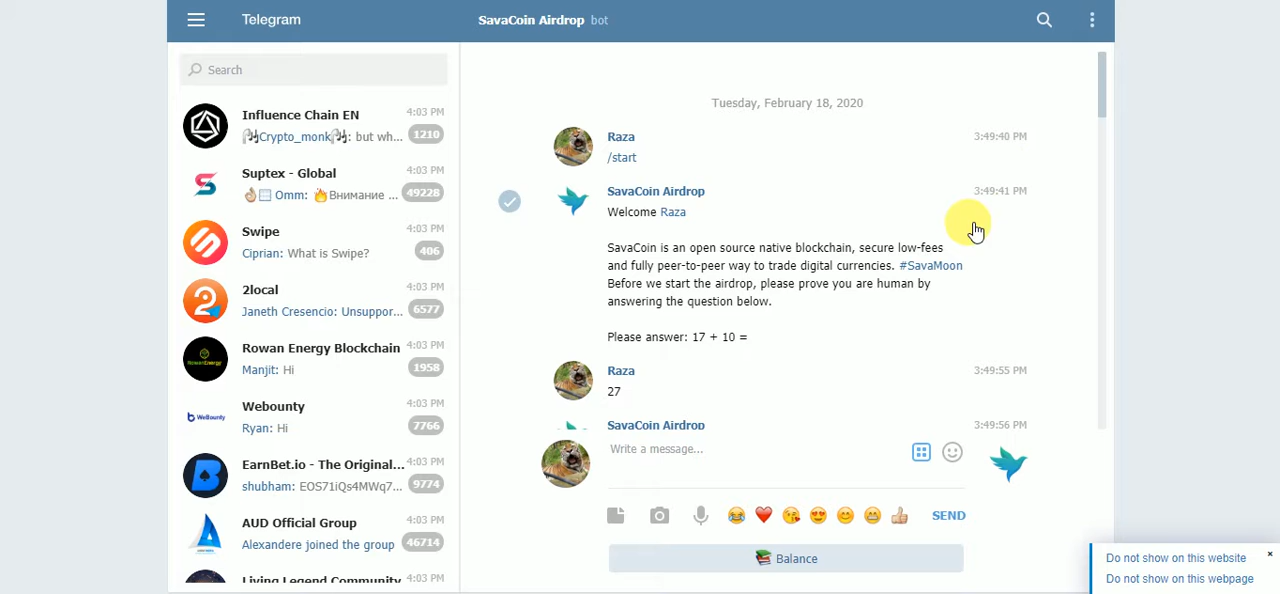 Telegram
SavaCoin Airdrop bot
Search
Influence Chain EN 4:03 PM
Crypto_monk: but wh... 1210
Suptex - Global 4:03 PM
Omm: 🔥Внимание ... 49228
Swipe 4:03 PM
Ciprian: What is Swipe? 406
2local 4:03 PM
Janeth Crescencio: Unsuppor... 6577
Rowan Energy Blockchain 4:03 PM
Manjit: Hi 1958
Webounty 4:03 PM
Ryan: Hi 7766
EarnBet.io - The Original... 4:03 PM
shubham: EOS71iQs4MWq7... 9774
AUD Official Group 4:03 PM
Alexandere joined the group 46714
Living Legend Community 4:03 PM
Tuesday, February 18, 2020
Raza 3:49:40 PM
/start
SavaCoin Airdrop 3:49:41 PM
Welcome Raza
SavaCoin is an open source native blockchain, secure low-fees
and fully peer-to-peer way to trade digital currencies. #SavaMoon
Before we start the airdrop, please prove you are human by
answering the question below.
Please answer: 17 + 10 =
Raza 3:49:55 PM
27
SavaCoin Airdrop 3:49:56 PM
Write a message...
SEND
Balance
Do not show on this website
Do not show on this webpage